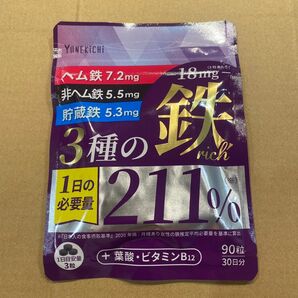 YONEKICHI
ヘム鉄 7.2mg
非ヘム鉄 5.5mg
貯蔵鉄 5.3mg
18mg
3種の鉄
rich
1日の必要量
211%
1日目安量
3粒
+ 葉酸・ビタミンB12
90粒
30日分